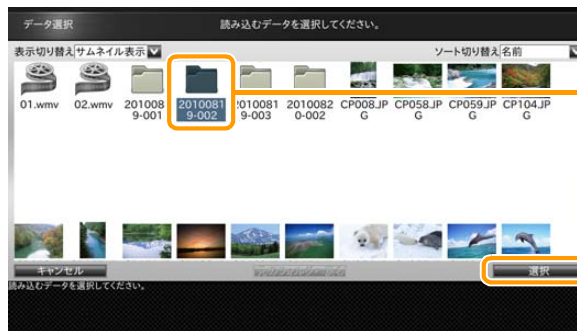 データ選択 読み込むデータを選択してください。
表示切り替え サムネイル表示 ソート切り替え 名前
01.wmv 02.wmv 201008 2010081 2010081 2010082 CP008.JP CP058.JP CP059.JP CP104.JP
9-001 9-002 9-003 0-002 G G G G
キャンセル 選択
読み込むデータを選択してください。